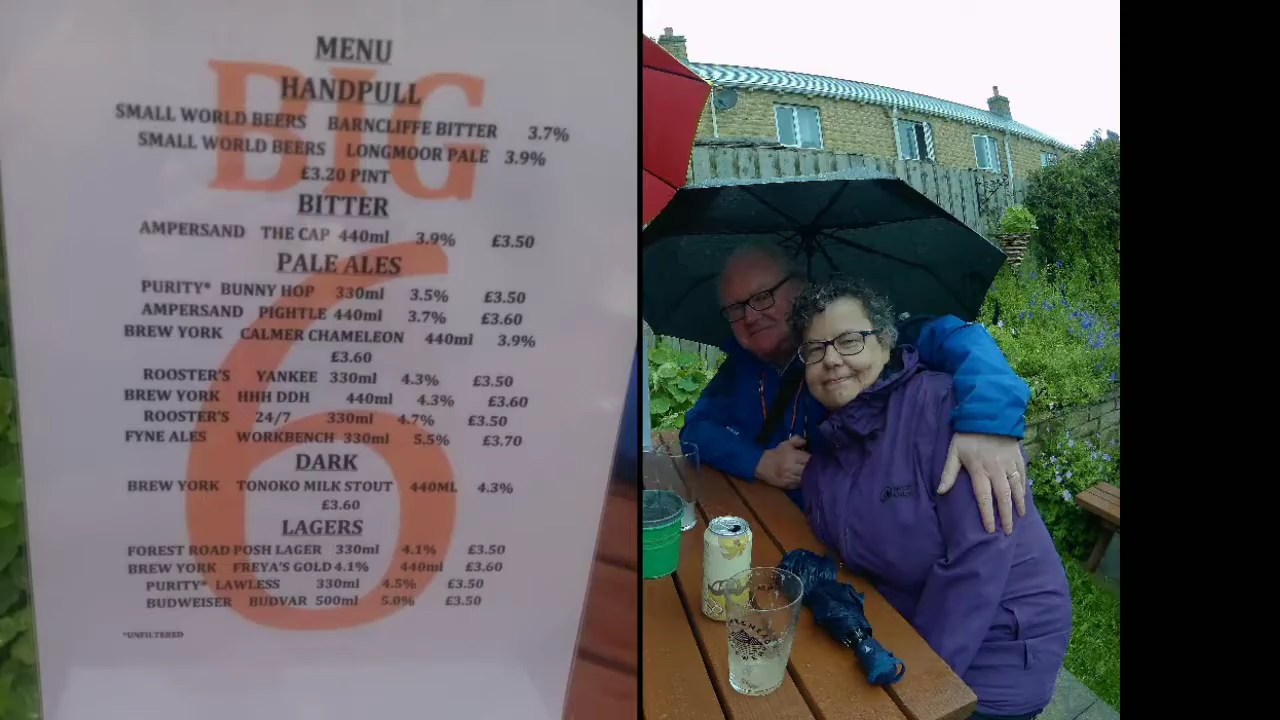 MENU
BIG
HANDPULL
SMALL WORLD BEERS BARNCLIFFE BITTER 3.7%
SMALL WORLD BEERS LONGMOOR PALE 3.9%
£3.20 PINT
BITTER
AMPERSAND THE CAP 440ml 3.9% £3.50
PALE ALES
6
PURITY* BUNNY HOP 330ml 3.5% £3.50
AMPERSAND PIGHTLE 440ml 3.7% £3.60
BREW YORK CALMER CHAMELEON 440ml 3.9%
£3.60
ROOSTER'S YANKEE 330ml 4.3% £3.50
BREW YORK HHH DDH 440ml 4.3% £3.60
ROOSTER'S 24/7 330ml 4.7% £3.50
FYNE ALES WORKBENCH 330ml 5.5% £3.70
DARK
BREW YORK TONOKO MILK STOUT 440ML 4.3%
£3.60
LAGERS
FOREST ROAD POSH LAGER 330ml 4.1% £3.50
BREW YORK FREYA'S GOLD 4.1% 440ml £3.60
PURITY* LAWLESS 330ml 4.5% £3.50
BUDWEISER BUDVAR 500ml 5.0% £3.50
*UNFILTERED